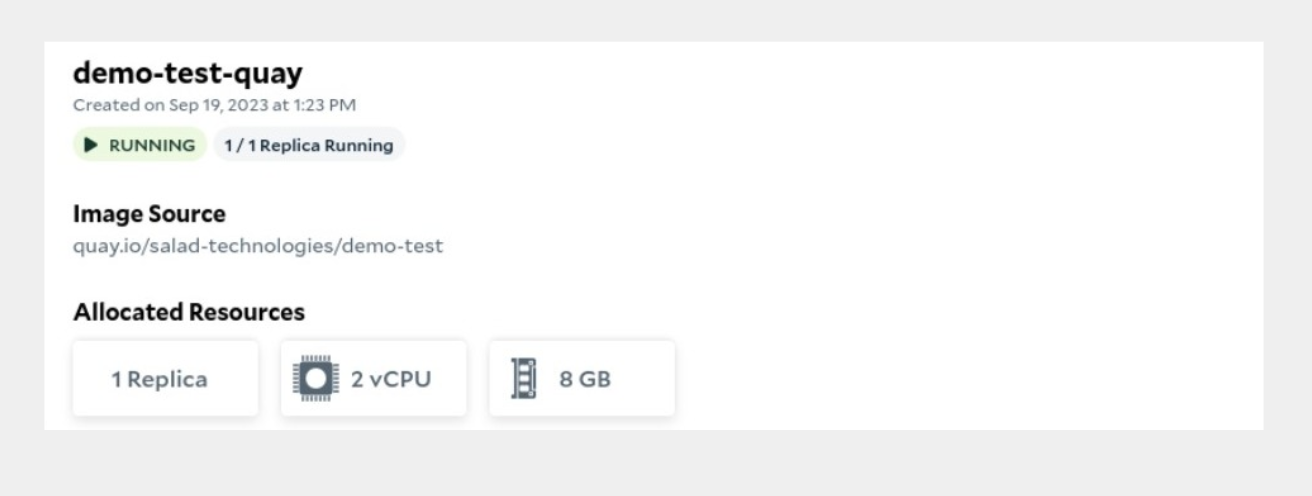 demo-test-quay
Created on Sep 19, 2023 at 1:23 PM
RUNNING 1 / 1 Replica Running
Image Source
quay.io/salad-technologies/demo-test
Allocated Resources
1 Replica 2 vCPU 8 GB